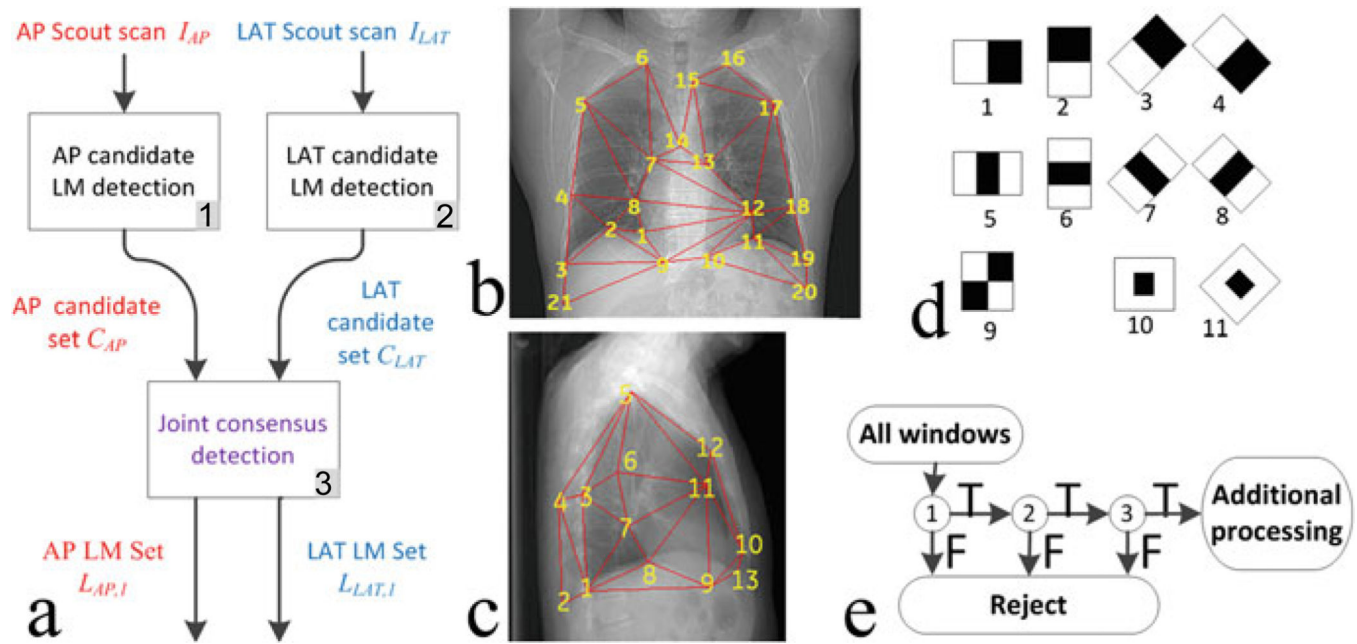 AP Scout scan I_AP
LAT Scout scan I_LAT
AP candidate
LM detection
1
LAT candidate
LM detection
2
AP candidate
set C_AP
LAT
candidate
set C_LAT
Joint consensus
detection
3
AP LM Set
L_AP,1
LAT LM Set
L_LAT,1
a
6
16
15
5
17
14
7
13
4
8
12
18
2
1
11
3
9
10
19
21
20
b
5
12
6
4
3
11
7
10
8
9
13
2
1
c
1
2
3
4
5
6
7
8
9
10
11
d
All windows
1
T
2
T
3
T
Additional
processing
F
F
F
Reject
e